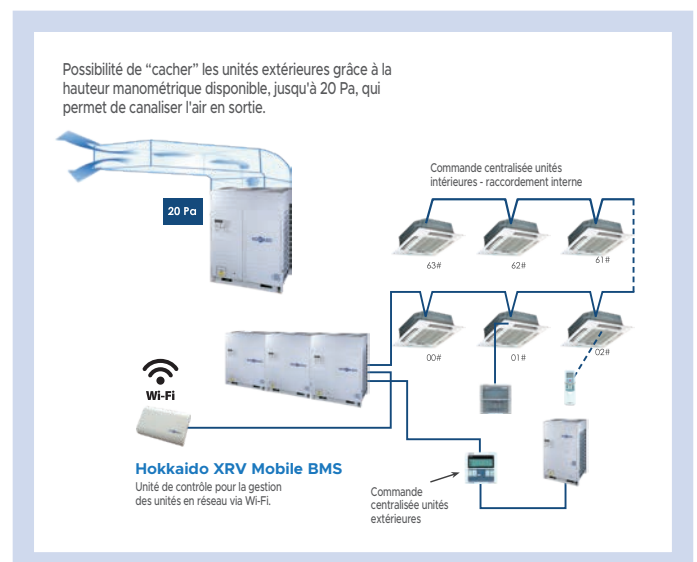 Possibilité de “cacher” les unités extérieures grâce à la
hauteur manométrique disponible, jusqu'à 20 Pa, qui
permet de canaliser l'air en sortie.
20 Pa
Commande centralisée unités
intérieures - raccordement interne
63#
62#
61#
00#
01#
02#
Wi-Fi
Hokkaido XRV Mobile BMS
Unité de contrôle pour la gestion
des unités en réseau via Wi-Fi.
Commande
centralisée unités
extérieures